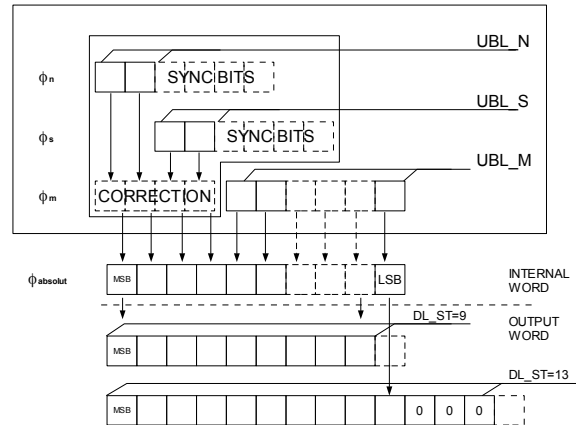 UBL_N
φn SYNC BITS
UBL_S
φs SYNC BITS
UBL_M
φm CORRECTION
φabsolut MSB LSB INTERNAL WORD
DL_ST=9 OUTPUT WORD
MSB
DL_ST=13
MSB 0 0 0